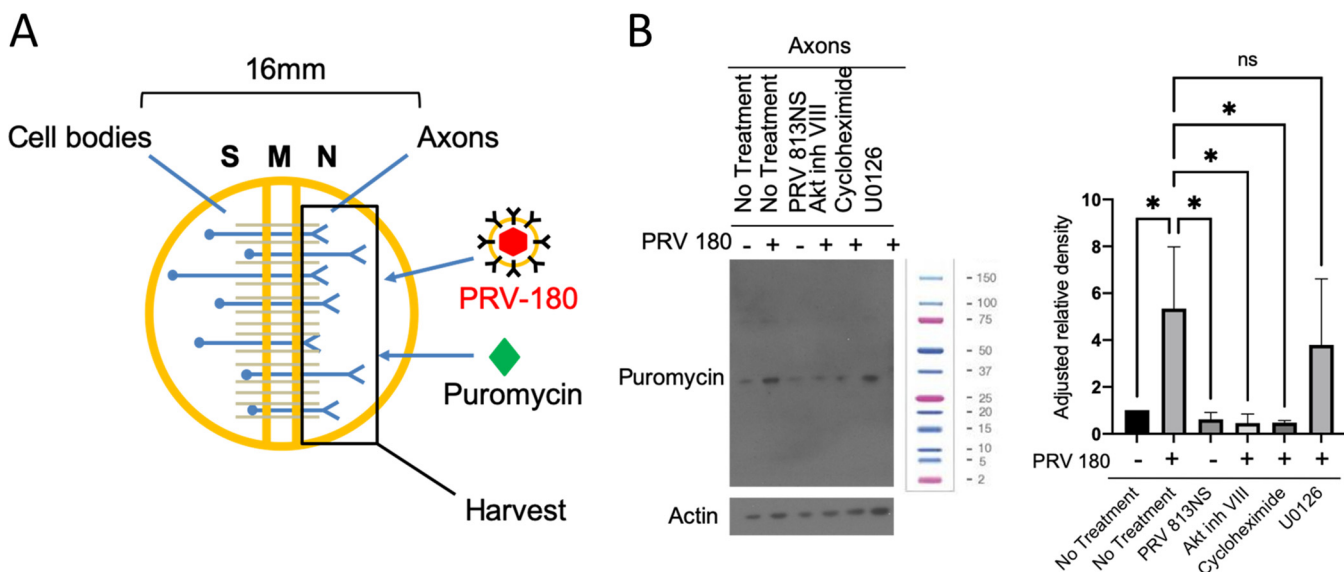 A
16mm
Cell bodies
Axons
S M N
PRV-180
Puromycin
Harvest
B
Axons
No Treatment
No Treatment
PRV 813NS
Akt inh VIII
Cycloheximide
U0126
PRV 180 - + - + + +
Puromycin
- 150
- 100
- 75
- 50
- 37
- 25
- 20
- 15
- 10
- 5
- 2
Actin
ns
*
*
* *
Adjusted relative density
10
8
6
4
2
0
PRV 180 - + - + + +
No Treatment
No Treatment
PRV 813NS
Akt inh VIII
Cycloheximide
U0126